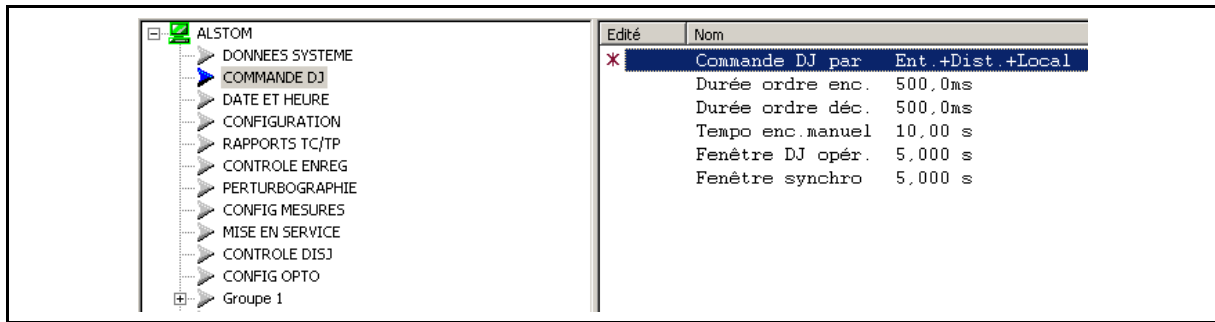 ALSTOM
DONNEES SYSTEME
COMMANDE DJ
DATE ET HEURE
CONFIGURATION
RAPPORTS TC/TP
CONTROLE ENREG
PERTURBOGRAPHIE
CONFIG MESURES
MISE EN SERVICE
CONTROLE DISJ
CONFIG OPTO
Groupe 1
Edité Nom
Commande DJ par Ent.+Dist.+Local
Durée ordre enc. 500,0ms
Durée ordre déc. 500,0ms
Tempo enc.manuel 10,00 s
Fenêtre DJ opér. 5,000 s
Fenêtre synchro 5,000 s